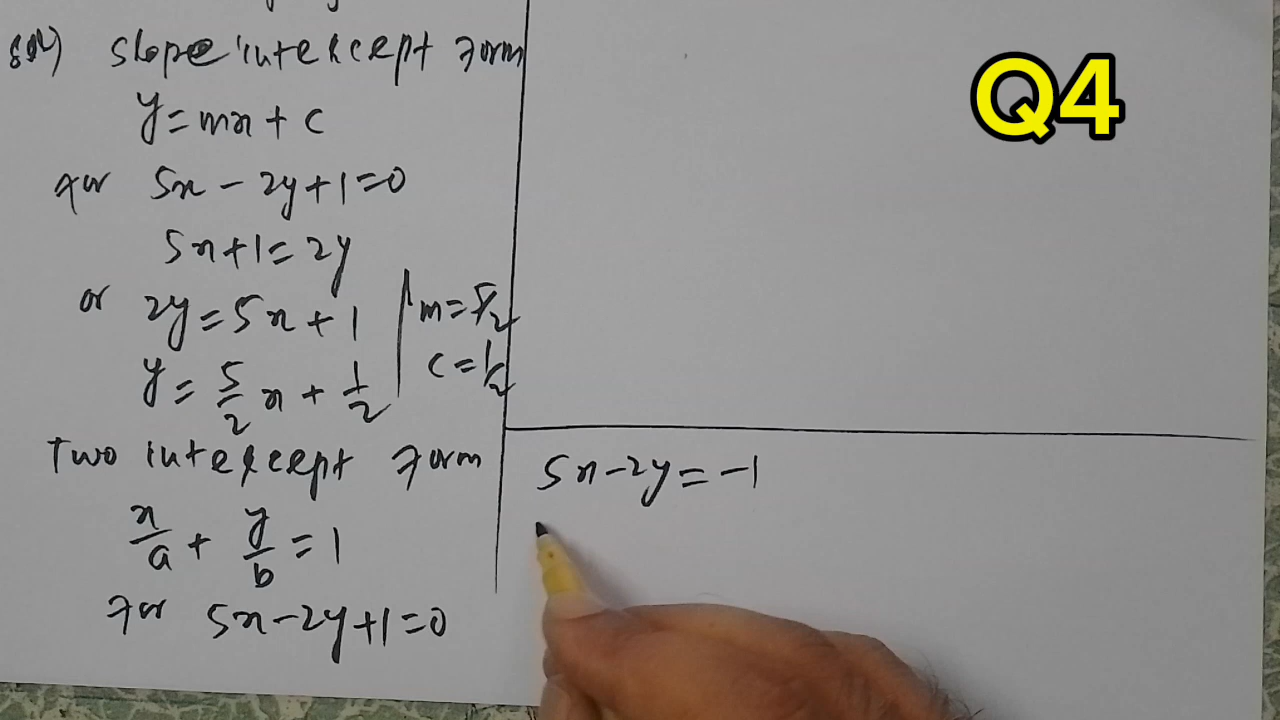 Soln) Slope intercept form
y = mx + c
for 5x - 2y + 1 = 0
5x + 1 = 2y
or 2y = 5x + 1
m = 5/2
y = 5/2 x + 1/2
c = 1/2
Two intercept form
x/a + y/b = 1
for 5x - 2y + 1 = 0
Q4
5x - 2y = -1